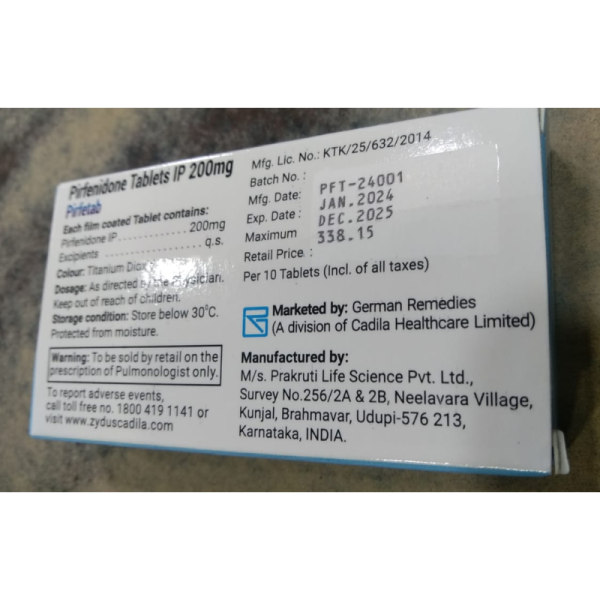 Pirfenidone Tablets IP 200mg
Pirfetab
Each film coated Tablet contains:
Pirfenidone IP............. 200mg
Excipients ............. q.s.
Colour: Titanium Diox
Dosage: As directed by the Physician.
Keep out of reach of children.
Storage condition: Store below 30°C.
Protected from moisture.
Warning: To be sold by retail on the
prescription of Pulmonologist only.
To report adverse events,
call toll free no. 1800 419 1141 or
visit www.zyduscadila.com
Mfg. Lic. No.: KTK/25/632/2014
Batch No. : PFT-24001
Mfg. Date: JAN.2024
Exp. Date : DEC.2025
Maximum 338.15
Retail Price :
Per 10 Tablets (Incl. of all taxes)
Marketed by: German Remedies
(A division of Cadila Healthcare Limited)
Manufactured by:
M/s. Prakruti Life Science Pvt. Ltd.,
Survey No.256/2A & 2B, Neelavara Village,
Kunjal, Brahmavar, Udupi-576 213,
Karnataka, INDIA.